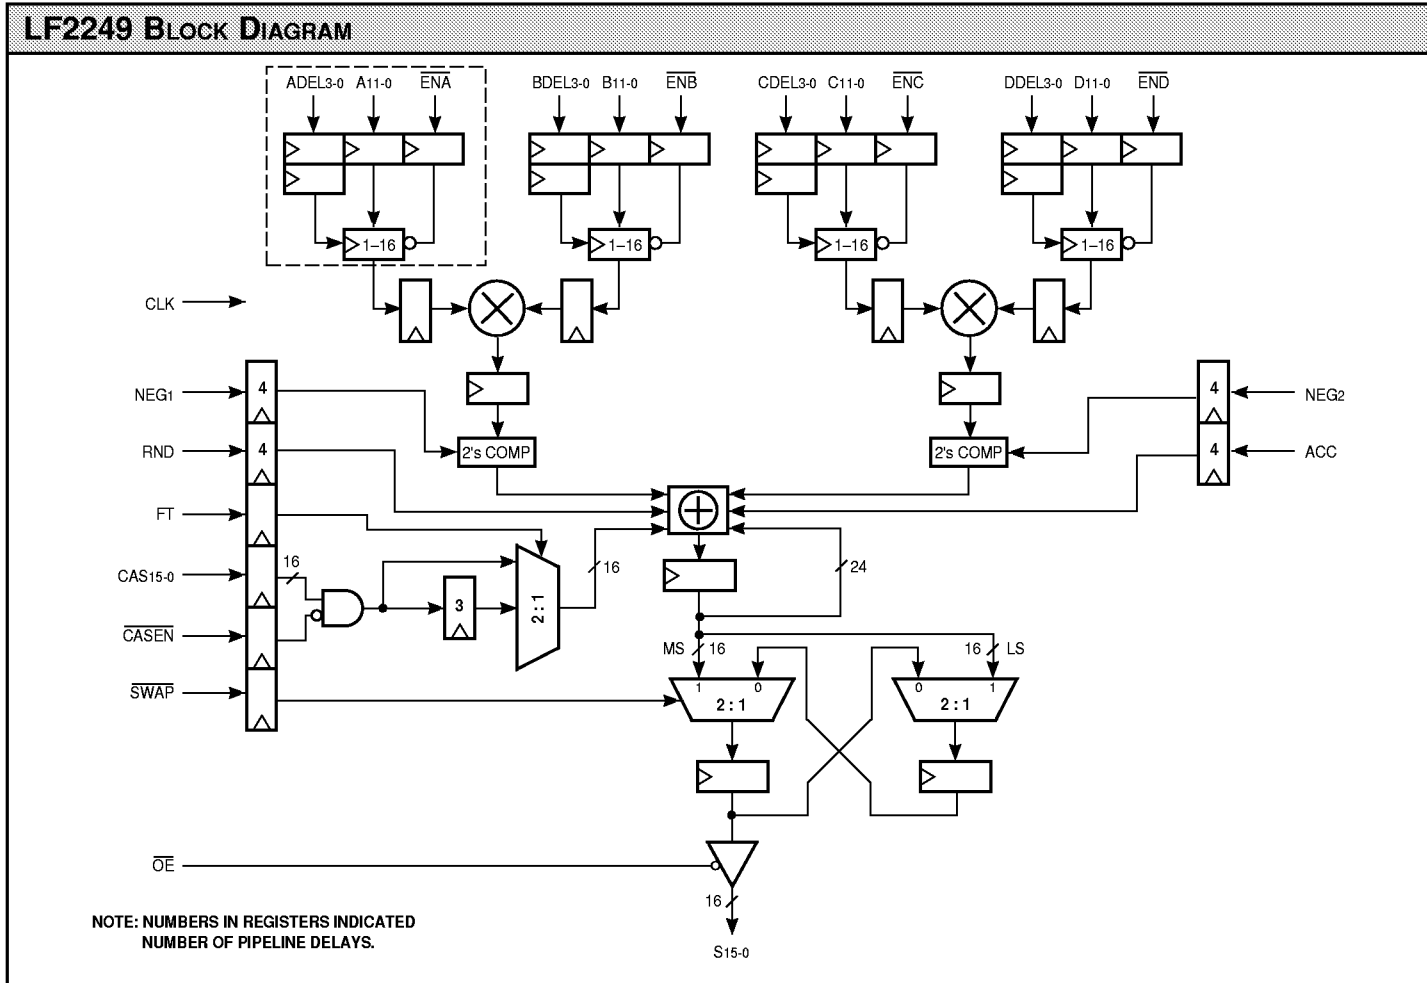 LF2249 BLOCK DIAGRAM
ADEL3-0 A11-0 ENA
BDEL3-0 B11-0 ENB
CDEL3-0 C11-0 ENC
DDEL3-0 D11-0 END
1–16
1–16
1–16
1–16
CLK
NEG1
4
4
NEG2
RND
4
2's COMP
2's COMP
4
ACC
FT
CAS15-0
16
16
24
3
2 : 1
CASEN
MS
16
16
LS
SWAP
1
0
2 : 1
0
1
2 : 1
OE
16
NOTE: NUMBERS IN REGISTERS INDICATED
NUMBER OF PIPELINE DELAYS.
S15-0